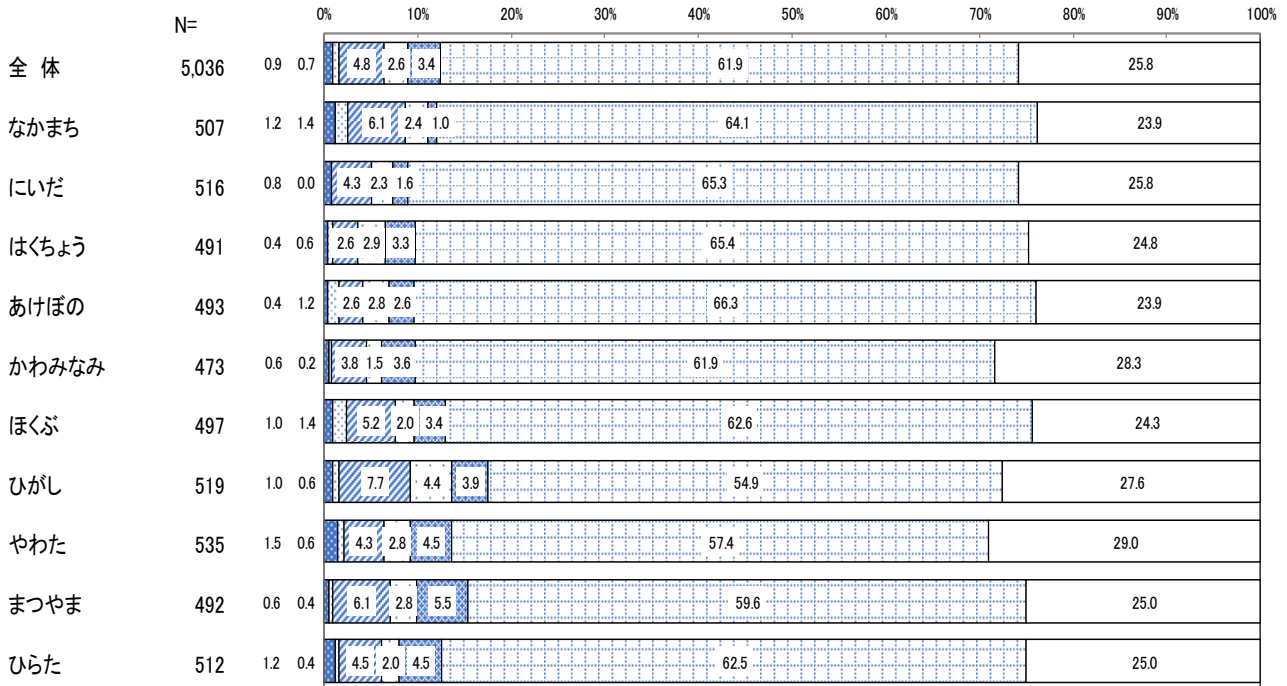 0% 10% 20% 30% 40% 50% 60% 70% 80% 90% 100%
N=
全 体 5,036 0.9 0.7 4.8 2.6 3.4 61.9 25.8
なかまち 507 1.2 1.4 6.1 2.4 1.0 64.1 23.9
にいだ 516 0.8 0.0 4.3 2.3 1.6 65.3 25.8
はくちょう 491 0.4 0.6 2.6 2.9 3.3 65.4 24.8
あけぼの 493 0.4 1.2 2.6 2.8 2.6 66.3 23.9
かわみなみ 473 0.6 0.2 3.8 1.5 3.6 61.9 28.3
ほくぶ 497 1.0 1.4 5.2 2.0 3.4 62.6 24.3
ひがし 519 1.0 0.6 7.7 4.4 3.9 54.9 27.6
やわた 535 1.5 0.6 4.3 2.8 4.5 57.4 29.0
まつやま 492 0.6 0.4 6.1 2.8 5.5 59.6 25.0
ひらた 512 1.2 0.4 4.5 2.0 4.5 62.5 25.0